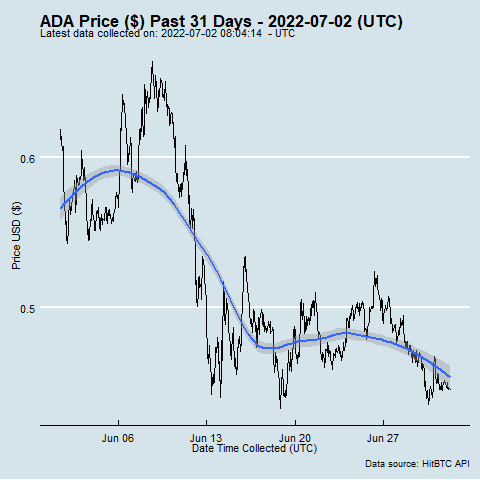 ADA Price ($) Past 31 Days - 2022-07-02 (UTC)
Latest data collected on: 2022-07-02 08:04:14 - UTC
0.6
Price USD ($)
0.5
Jun 06 Jun 13 Jun 20 Jun 27
Date Time Collected (UTC)
Data source: HitBTC API